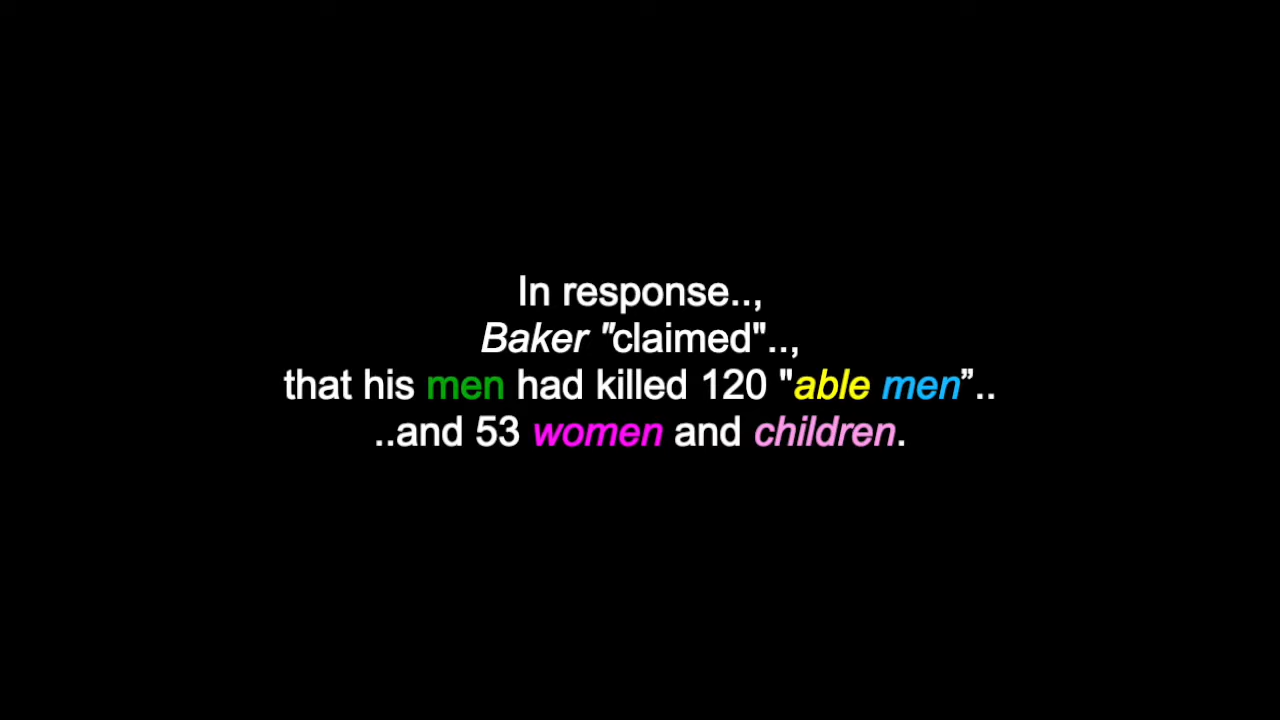 In response..,
Baker "claimed"..,
that his men had killed 120 "able men”..
..and 53 women and children.